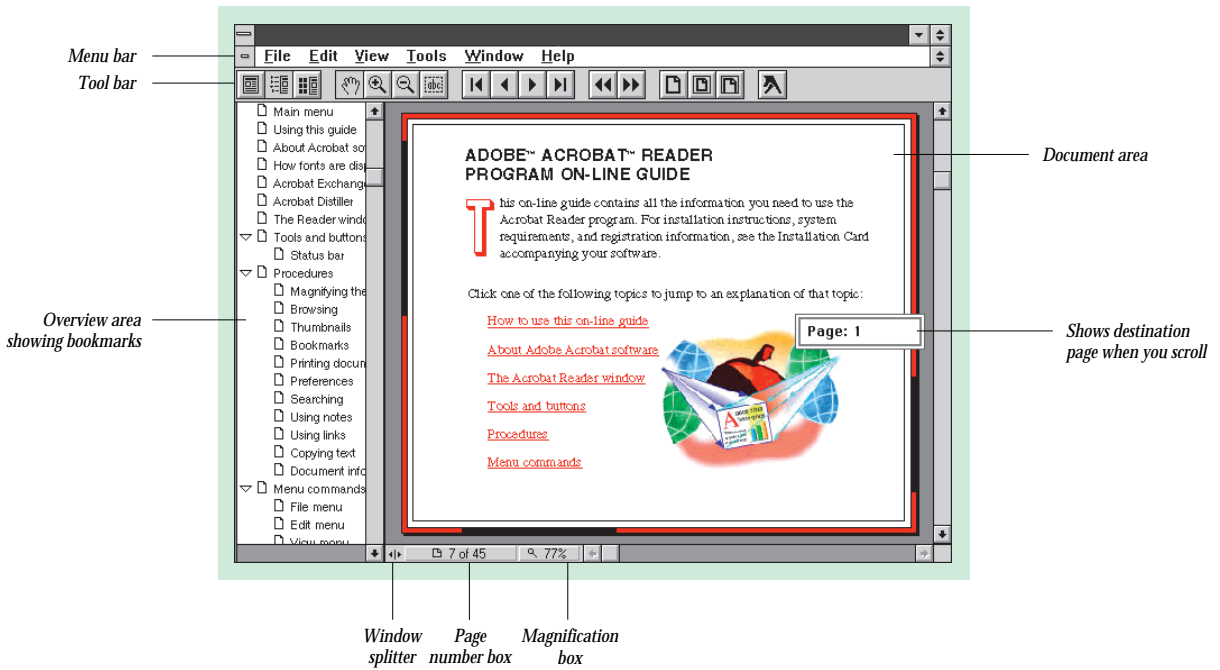 Menu bar
Tool bar
Overview area
showing bookmarks
File Edit View Tools Window Help
abc
Main menu
Using this guide
About Acrobat sof
How fonts are disp
Acrobat Exchange
Acrobat Distiller
The Reader windo
Tools and buttons
Status bar
Procedures
Magnifying the
Browsing
Thumbnails
Bookmarks
Printing docum
Preferences
Searching
Using notes
Using links
Copying text
Document info
Menu commands
File menu
Edit menu
View menu
ADOBE™ ACROBAT™ READER
PROGRAM ON-LINE GUIDE
This on-line guide contains all the information you need to use the
Acrobat Reader program. For installation instructions, system
requirements, and registration information, see the Installation Card
accompanying your software.
Click one of the following topics to jump to an explanation of that topic:
How to use this on-line guide
About Adobe Acrobat software
The Acrobat Reader window
Tools and buttons
Procedures
Menu commands
Page: 1
7 of 45
77%
Document area
Shows destination
page when you scroll
Window
splitter
Page
number box
Magnification
box